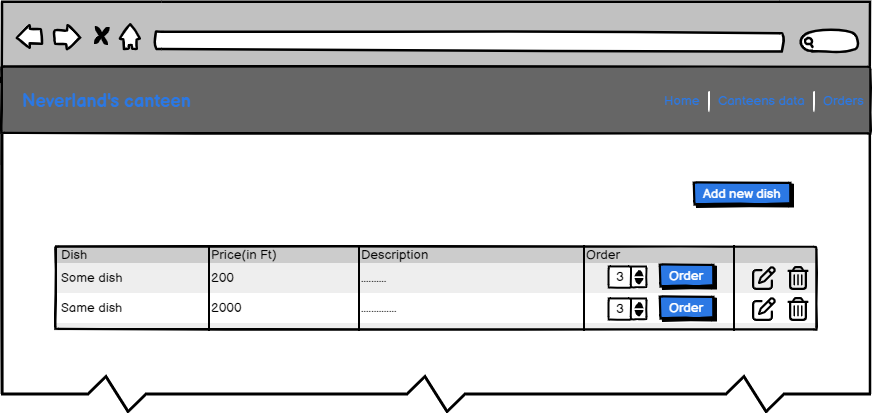 Neverland's canteen
Home Canteens data Orders
Add new dish
Dish Price(in Ft) Description Order
Some dish 200 .......... 3 Order
Same dish 2000 .............. 3 Order